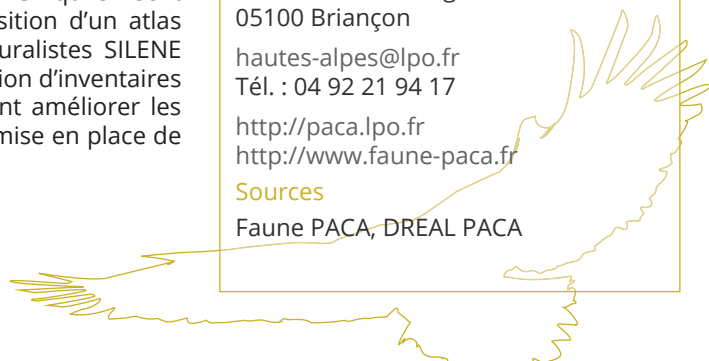 sition d'un atlas
uralistes SILENE
ion d'inventaires
nt améliorer les
mise en place de
05100 Briançon
hautes-alpes@lpo.fr
Tél. : 04 92 21 94 17
http://paca.lpo.fr
http://www.faune-paca.fr
Sources
Faune PACA, DREAL PACA